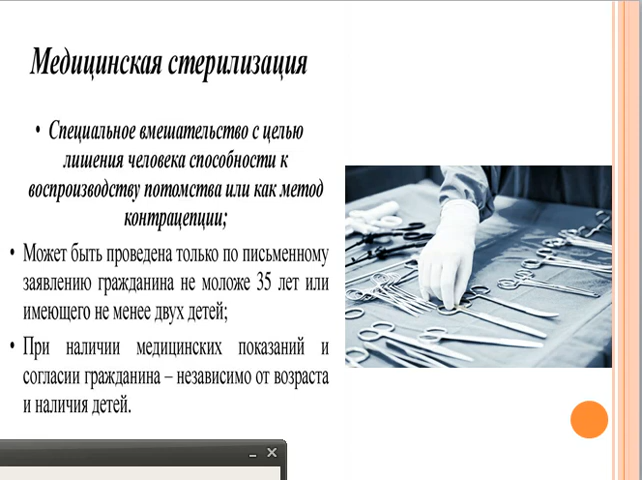 Медицинская стерилизация
• Специальное вмешательство с целью
лишения человека способности к
воспроизводству потомства или как метод
контрацепции;
• Может быть проведена только по письменному
заявлению гражданина не моложе 35 лет или
имеющего не менее двух детей;
• При наличии медицинских показаний и
согласии гражданина – независимо от возраста
и наличия детей.